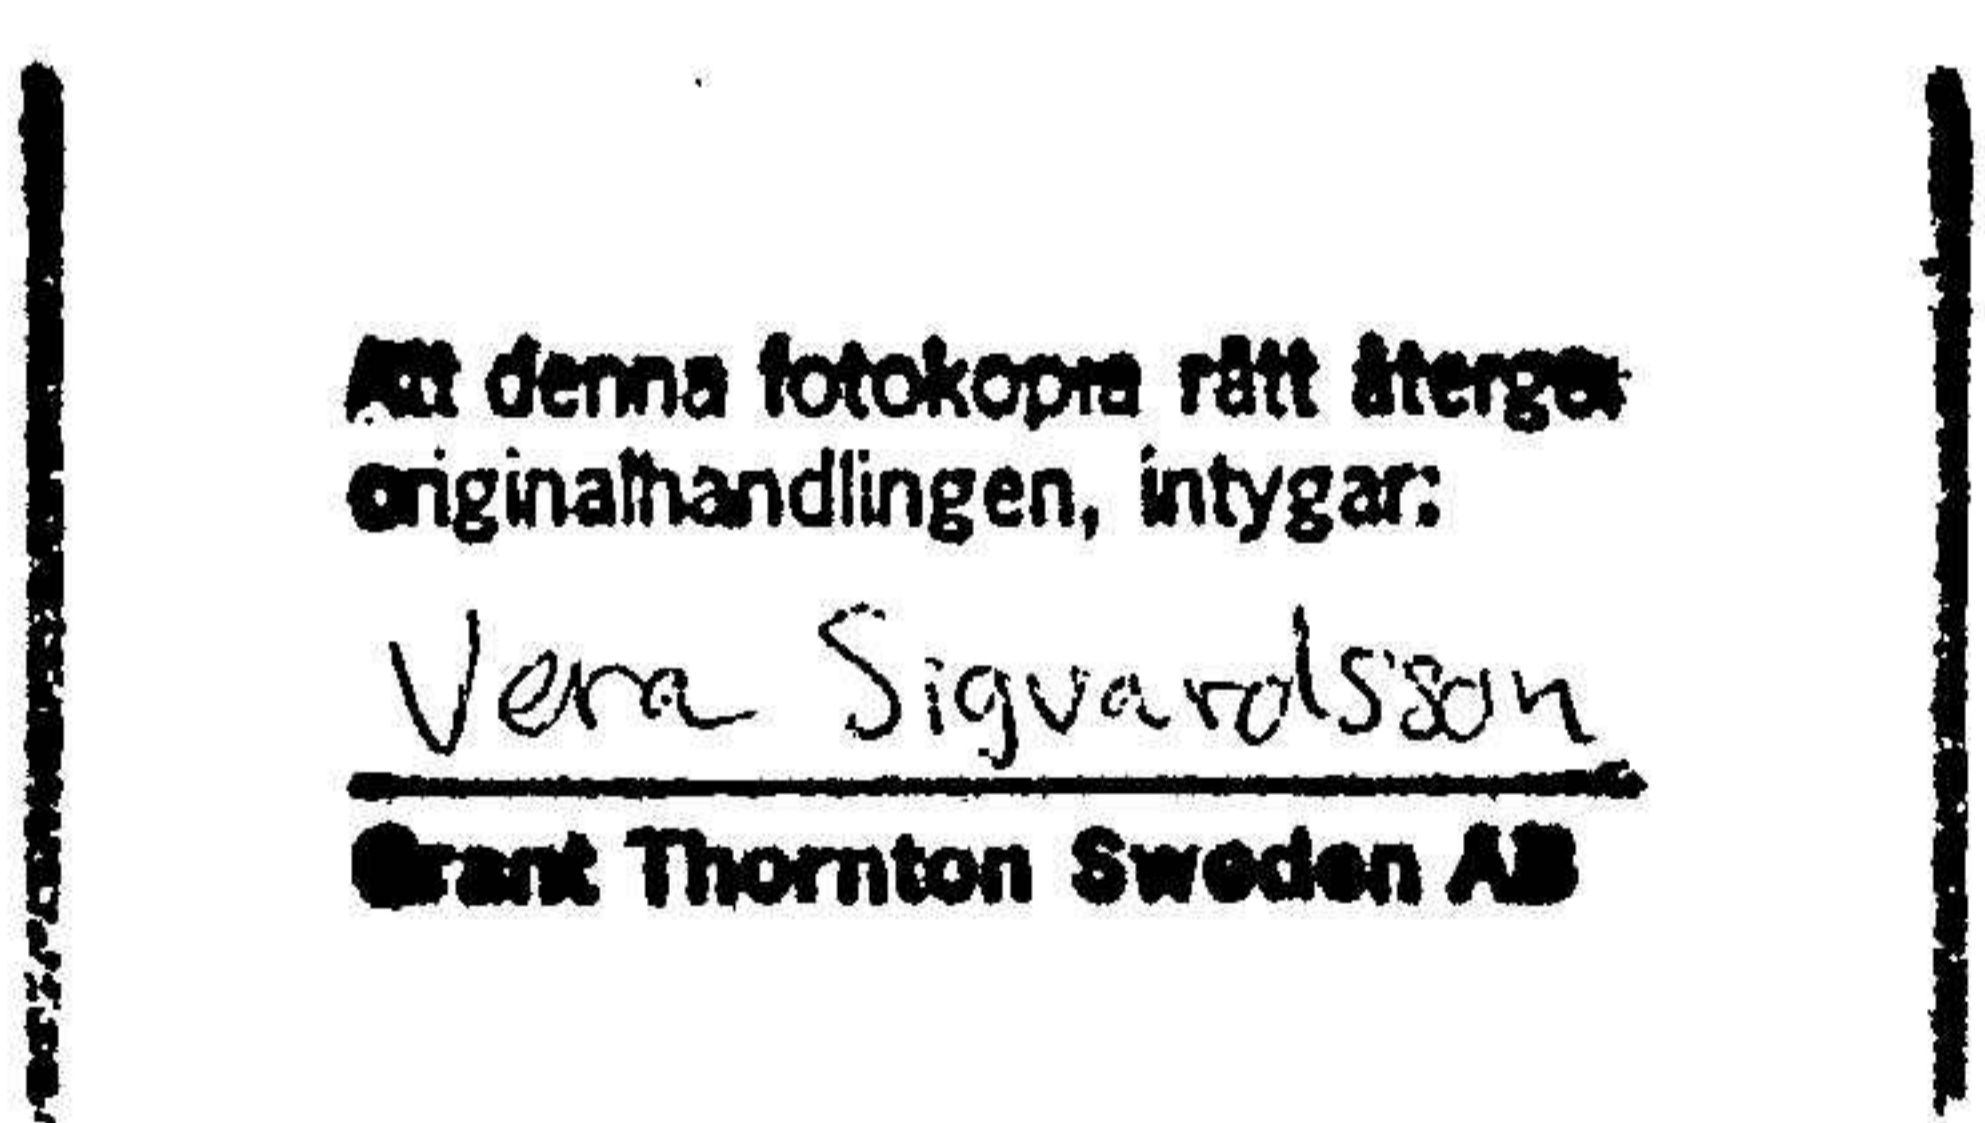 Att denna fotokopia rätt återger
originalhandlingen, intygar:
Vera Sigvardsson
Grant Thornton Sweden AB